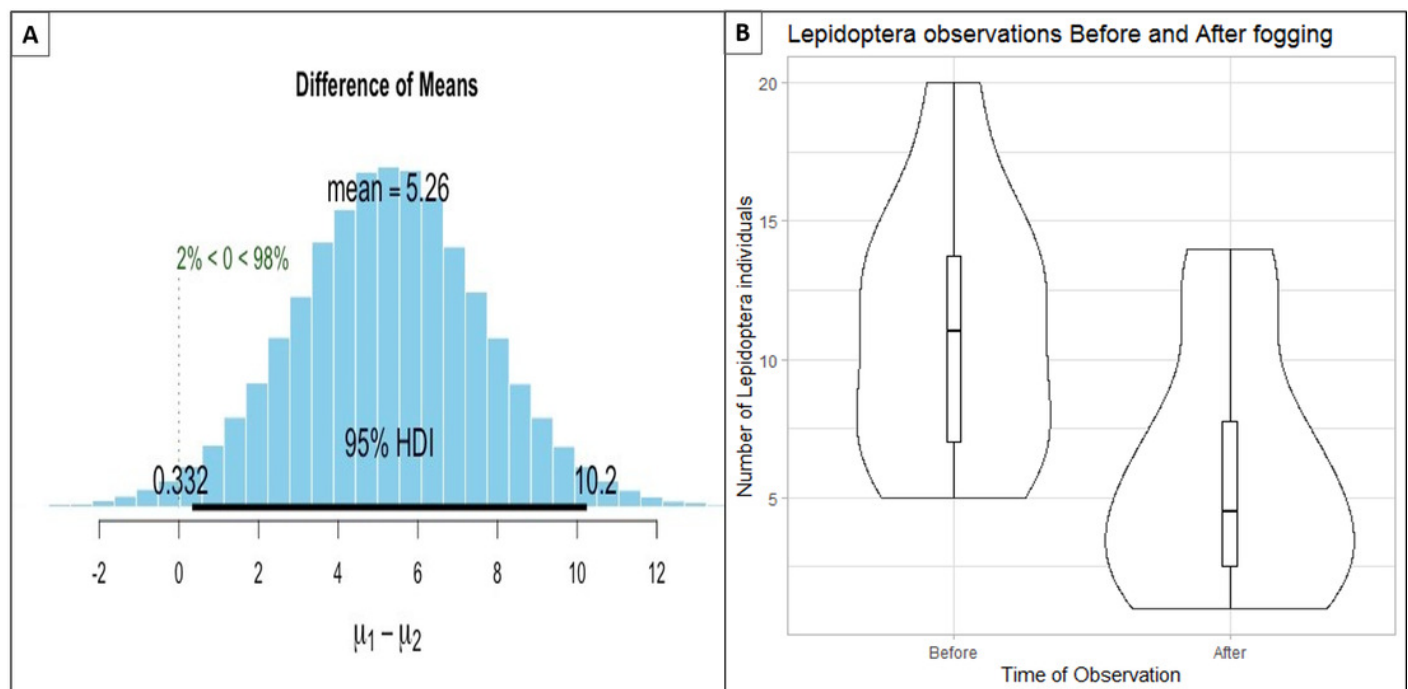 A
Difference of Means
mean = 5.26
2% < 0 < 98%
95% HDI
0.332
10.2
-2 0 2 4 6 8 10 12
μ1 − μ2
B
Lepidoptera observations Before and After fogging
Number of Lepidoptera individuals
20
15
10
5
Before After
Time of Observation